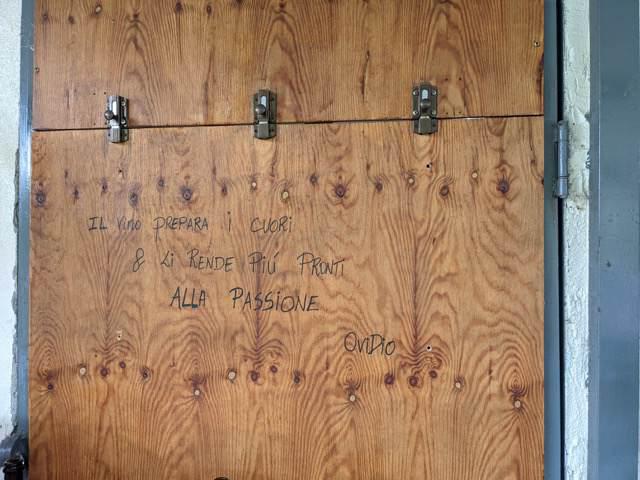 IL Vino PREPARA i CUORI
& Li RENDE PIÚ PRONTI
ALLA PASSIONE
OviDio